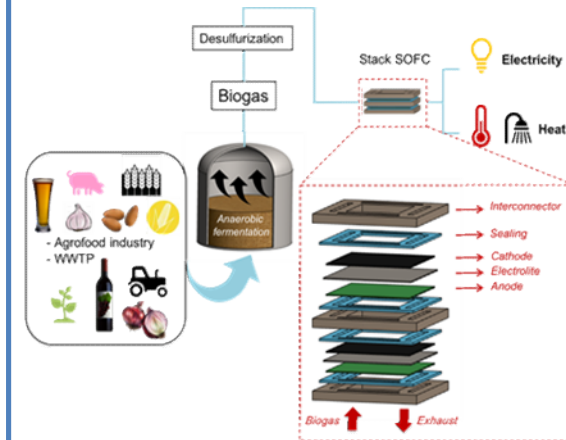 Desulfurization
Biogas
Stack SOFC
Electricity
Heat
Anaerobic
fermentation
- Agrofood industry
- WWTP
Interconnector
Sealing
Cathode
Electrolite
Anode
Biogas
Exhaust